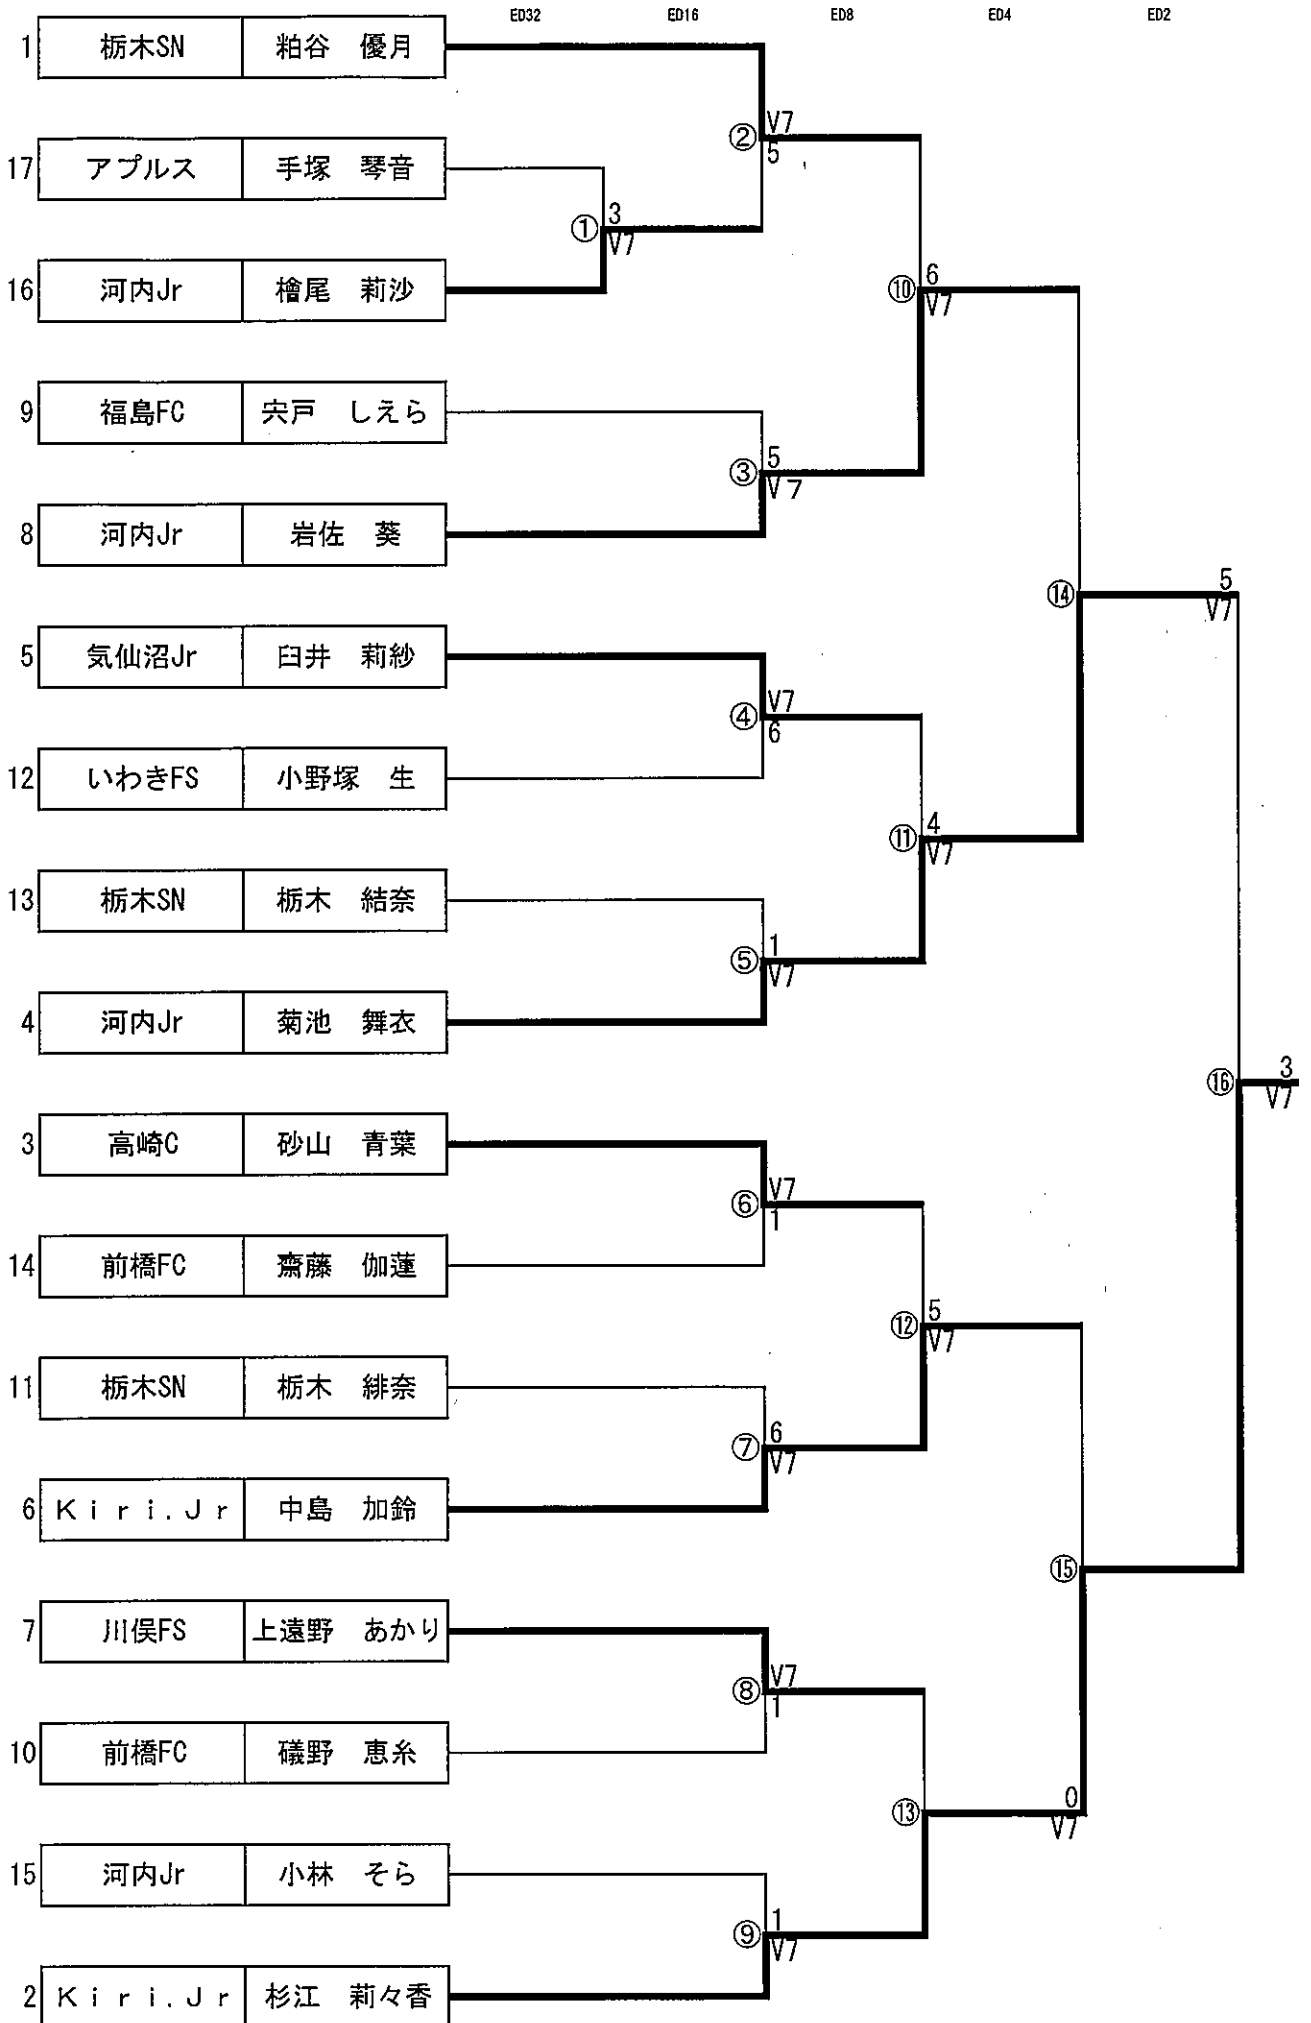 ED32 ED16 ED8 ED4 ED2
1 栃木SN 粕谷 優月
② V7
5
17 アプルス 手塚 琴音
① 3
V7
16 河内Jr 檜尾 莉沙
⑩ 6
V7
9 福島FC 宍戸 しえら
③ 5
V7
8 河内Jr 岩佐 葵
⑭ 5
V7
5 気仙沼Jr 臼井 莉紗
④ V7
6
12 いわきFS 小野塚 生
⑪ 4
V7
13 栃木SN 栃木 結奈
⑤ 1
V7
4 河内Jr 菊池 舞衣
⑯ 3
V7
3 高崎C 砂山 青葉
⑥ V7
1
14 前橋FC 齋藤 伽蓮
⑫ 5
V7
11 栃木SN 栃木 緋奈
⑦ 6
V7
6 Kiri.Jr 中島 加鈴
⑮
7 川俣FS 上遠野 あかり
⑧ V7
1
10 前橋FC 礒野 恵糸
⑬ 0
V7
15 河内Jr 小林 そら
⑨ 1
V7
2 Kiri.Jr 杉江 莉々香